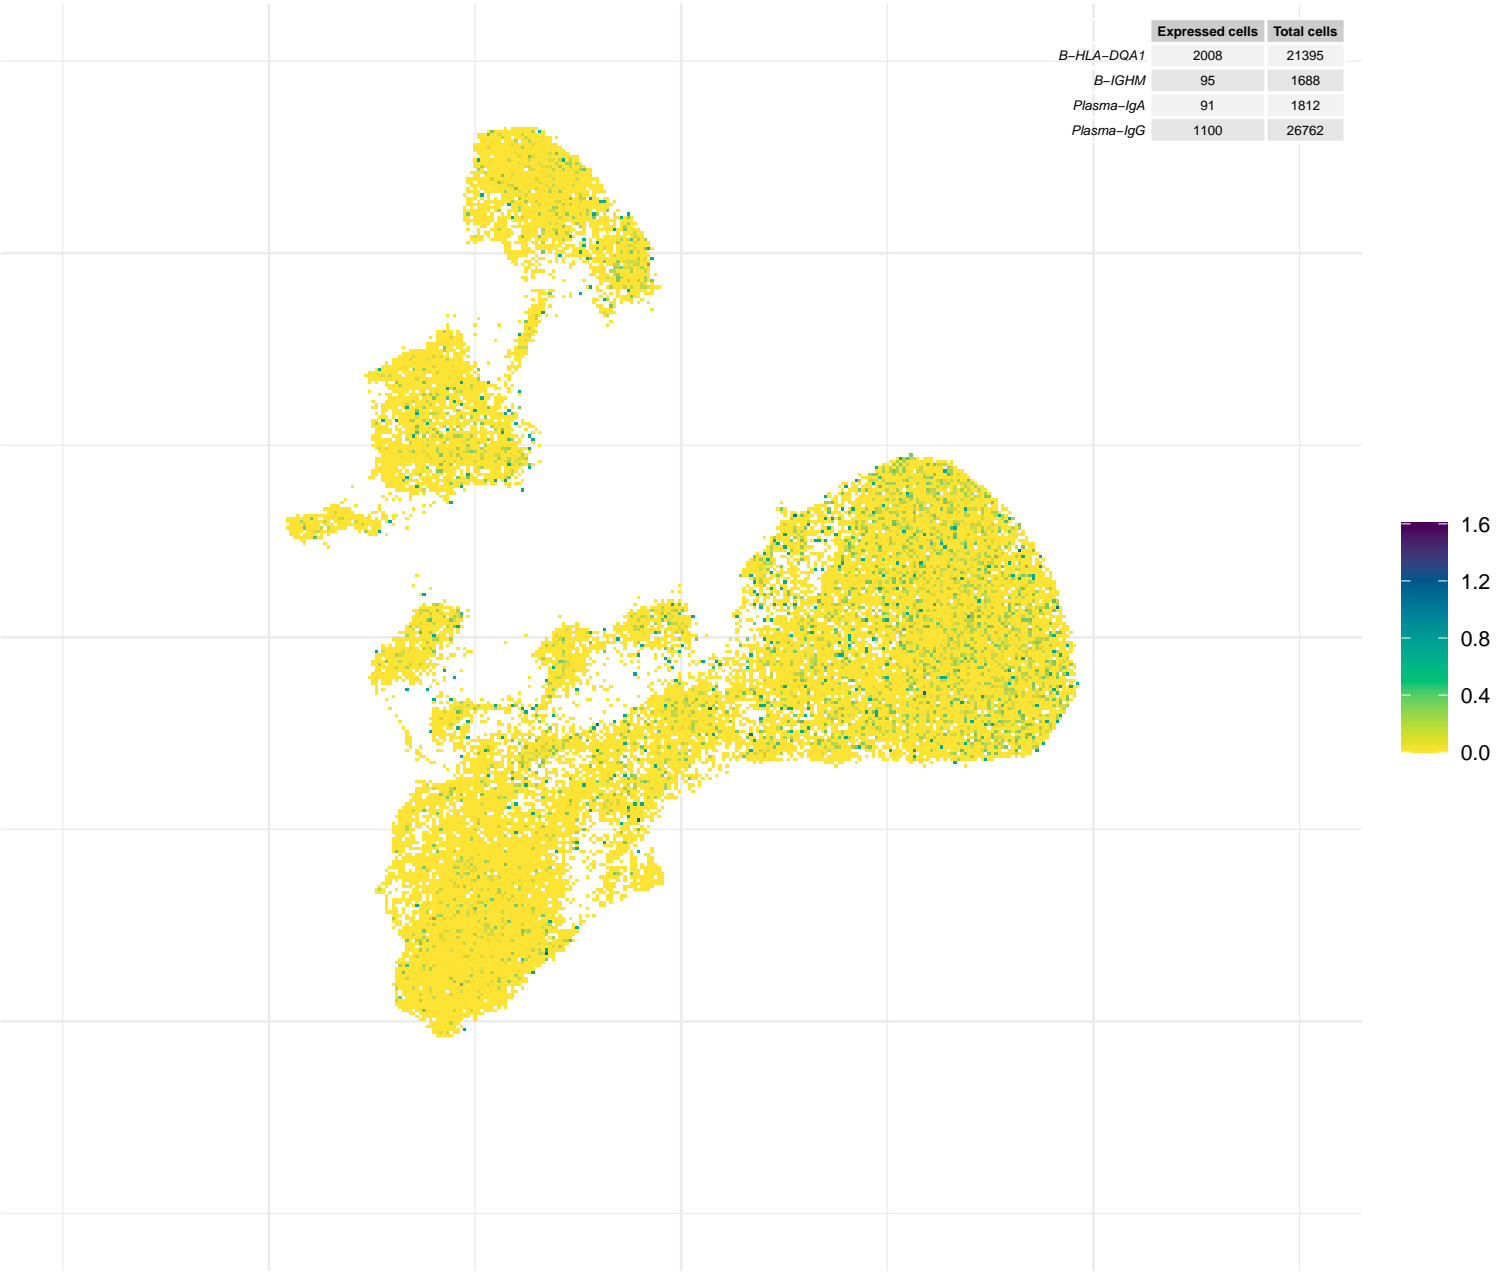 Expressed cells Total cells
B−HLA−DQA1 2008 21395
B−IGHM 95 1688
Plasma−IgA 91 1812
Plasma−IgG 1100 26762
1.6
1.2
0.8
0.4
0.0